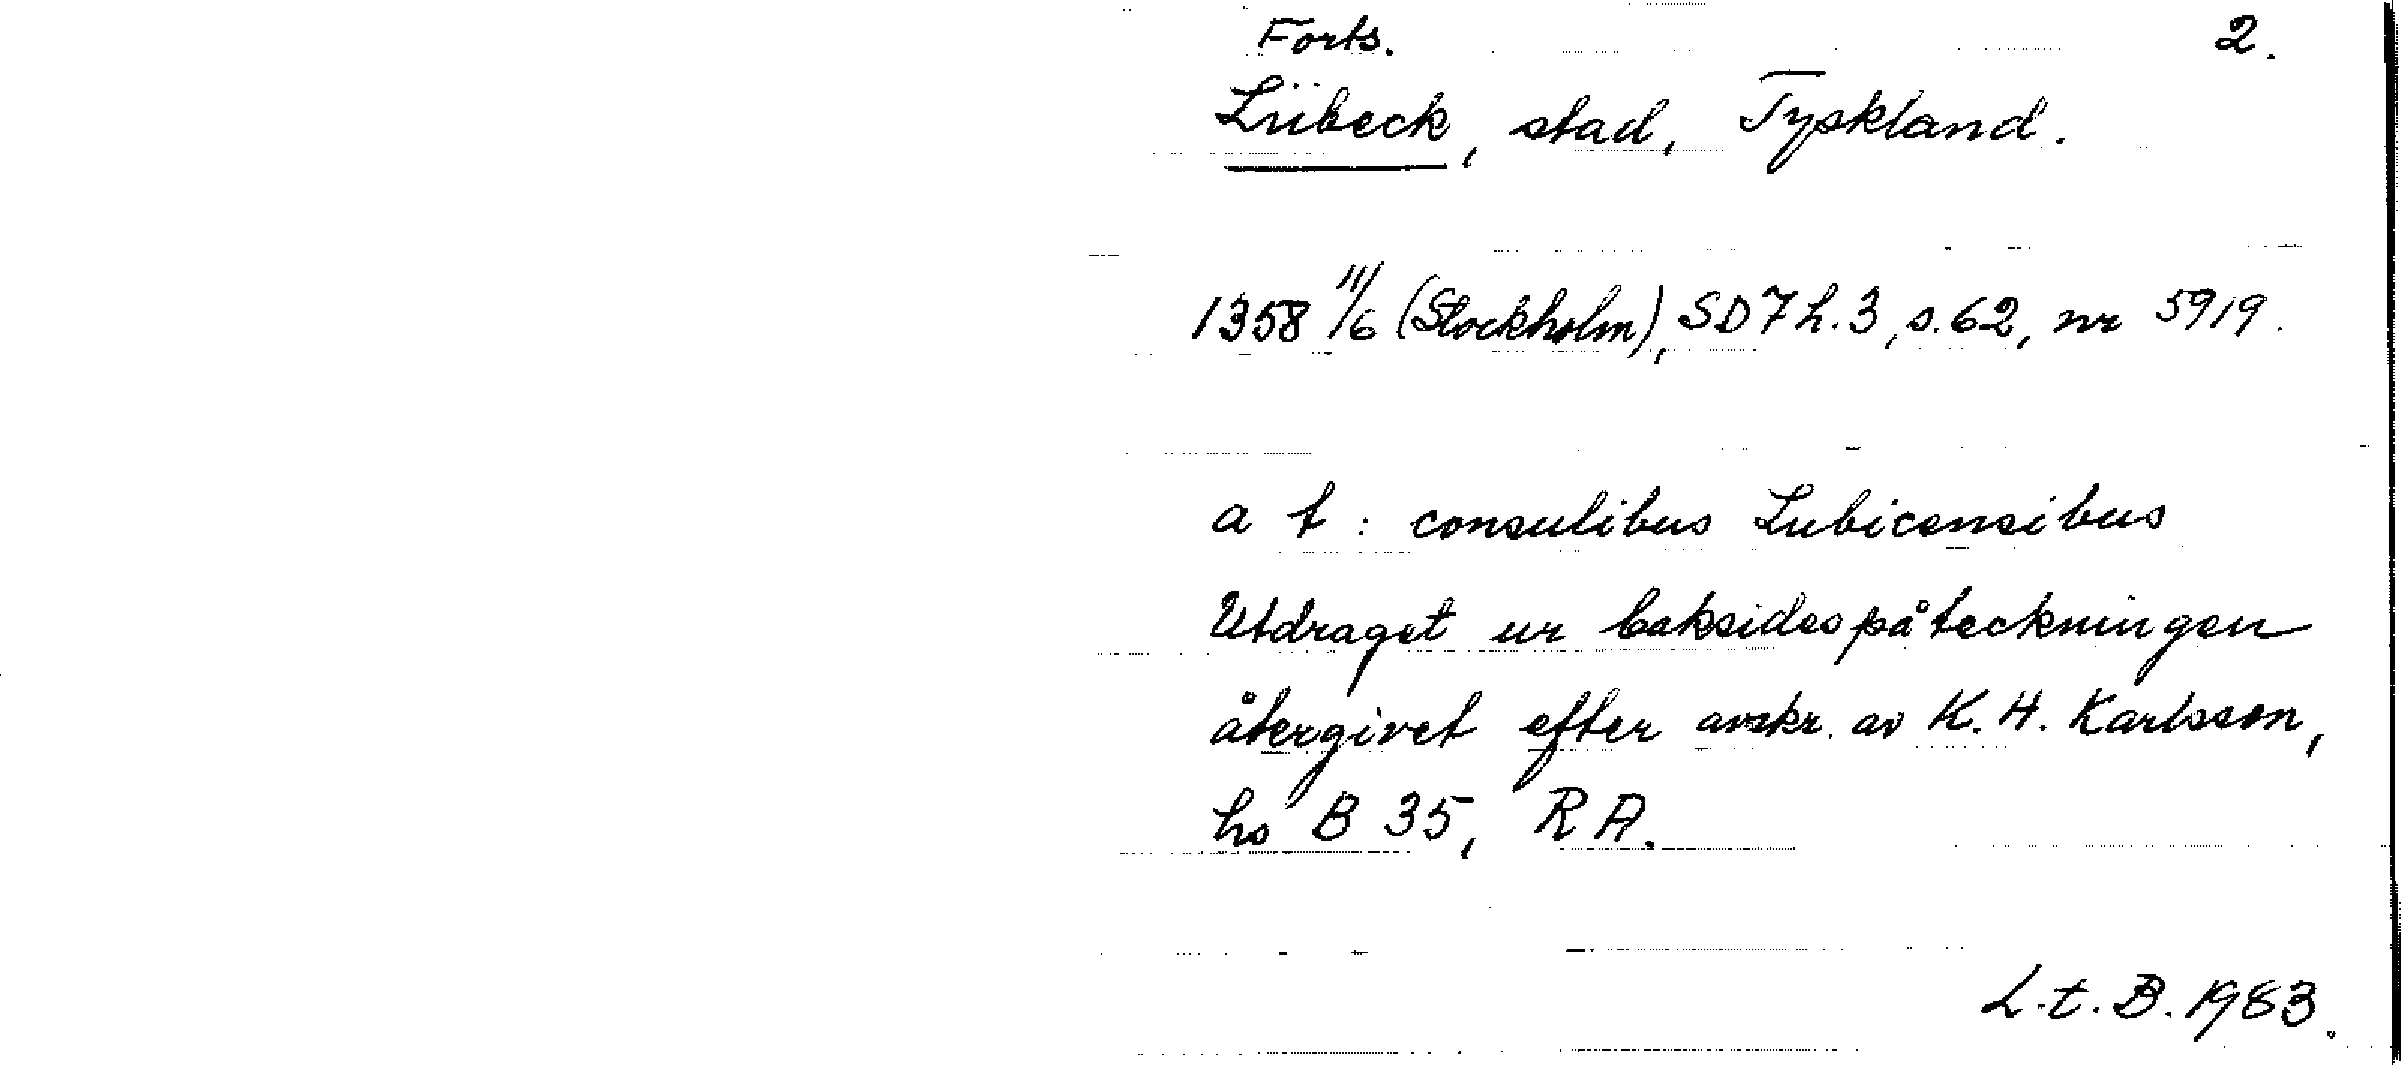 Forts. 2.
Lübeck, stad, Tyskland.
1358 11/6 (Stockholm), SD 7 h. 3, s. 62, nr 5919.
a t : consulibus Lubicensibus
Utdraget ur baksidespåteckningen
återgivet efter avskr. av K. H. Karlsson,
hs B 35, RA.
L. t. B. 1983.